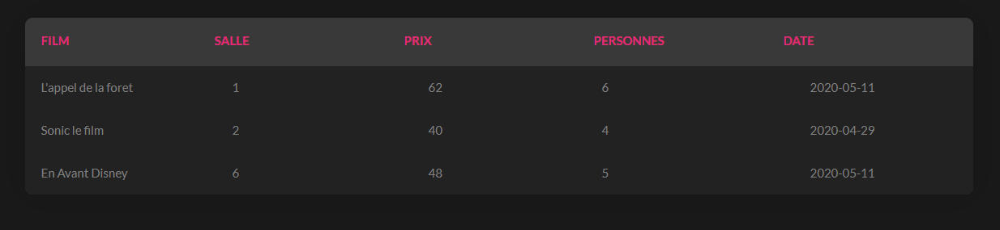 FILM SALLE PRIX PERSONNES DATE
L'appel de la foret 1 62 6 2020-05-11
Sonic le film 2 40 4 2020-04-29
En Avant Disney 6 48 5 2020-05-11